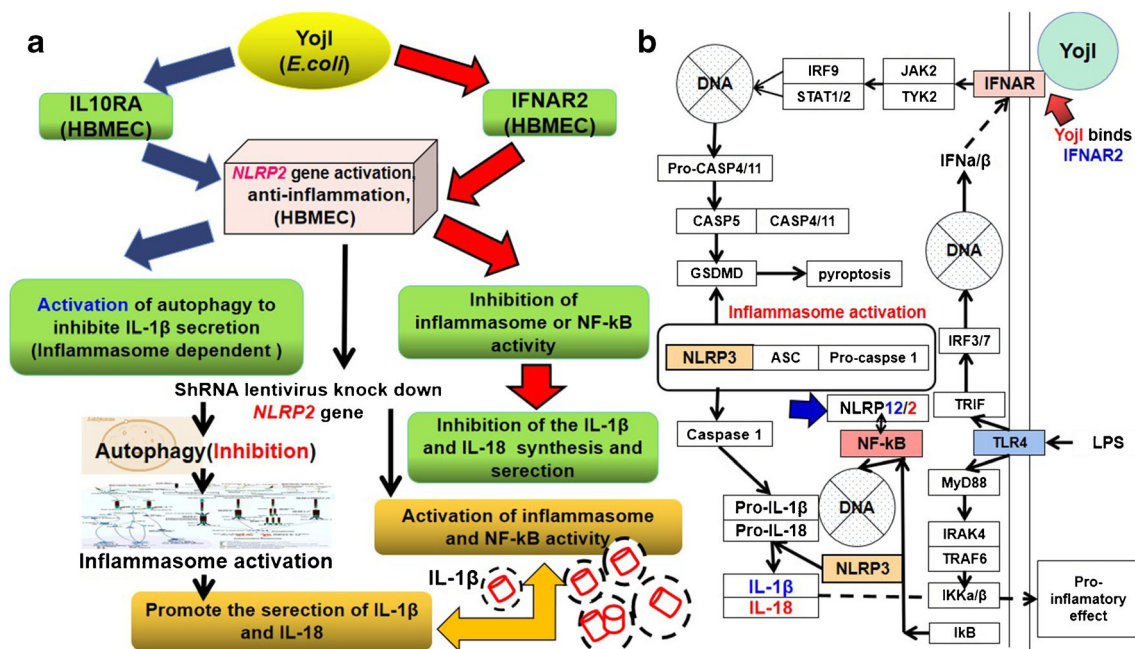 a
YojI
(E.coli)
IL10RA
(HBMEC)
IFNAR2
(HBMEC)
NLRP2 gene activation,
anti-inflammation,
(HBMEC)
Activation of autophagy to
inhibite IL-1β secretion
(Inflammasome dependent )
Inhibition of
inflammasome or NF-kB
activity
ShRNA lentivirus knock down
NLRP2 gene
Autophagy(Inhibition)
Inhibition of the IL-1β
and IL-18 synthesis and
serection
Inflammasome activation
Activation of inflammasome
and NF-kB activity
IL-1β
Promote the serection of IL-1β
and IL-18
b
YojI
DNA
IRF9
STAT1/2
JAK2
TYK2
IFNAR
YojI binds
IFNAR2
IFNa/β
Pro-CASP4/11
CASP5
CASP4/11
DNA
GSDMD
pyroptosis
Inflammasome activation
NLRP3
ASC
Pro-caspse 1
IRF3/7
NLRP12/2
TRIF
Caspase 1
NF-kB
TLR4
LPS
MyD88
DNA
Pro-IL-1β
Pro-IL-18
IRAK4
TRAF6
NLRP3
IL-1β
IL-18
IKKa/β
IkB
Pro-
inflamatory
effect